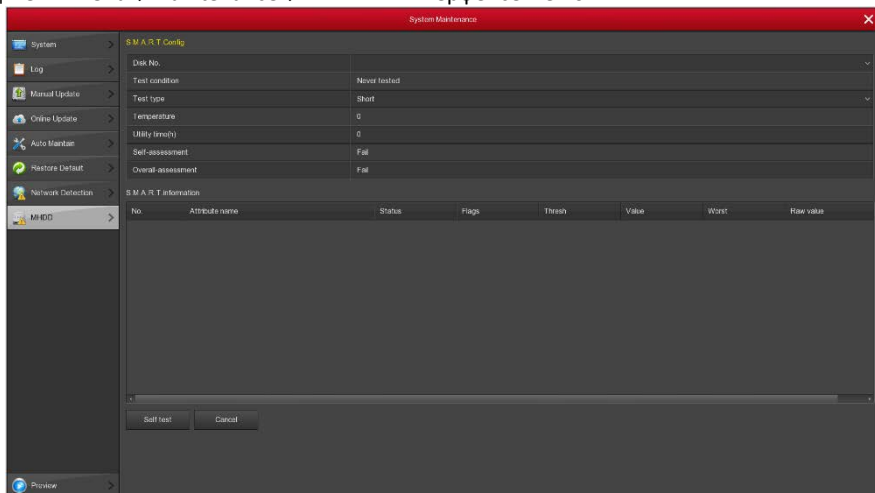 System Maintenance
System
Log
Manual Update
Online Update
Auto Maintain
Restore Default
Network Detection
MHDD
Preview
S.M.A.R.T Config
Disk No.
Test condition Never tested
Test type Short
Temperature 0
Utility time(h) 0
Self-assessment Fail
Overall-assessment Fail
S.M.A.R.T information
No. Attribute name Status Flags Thresh Value Worst Raw value
Self test Cancel